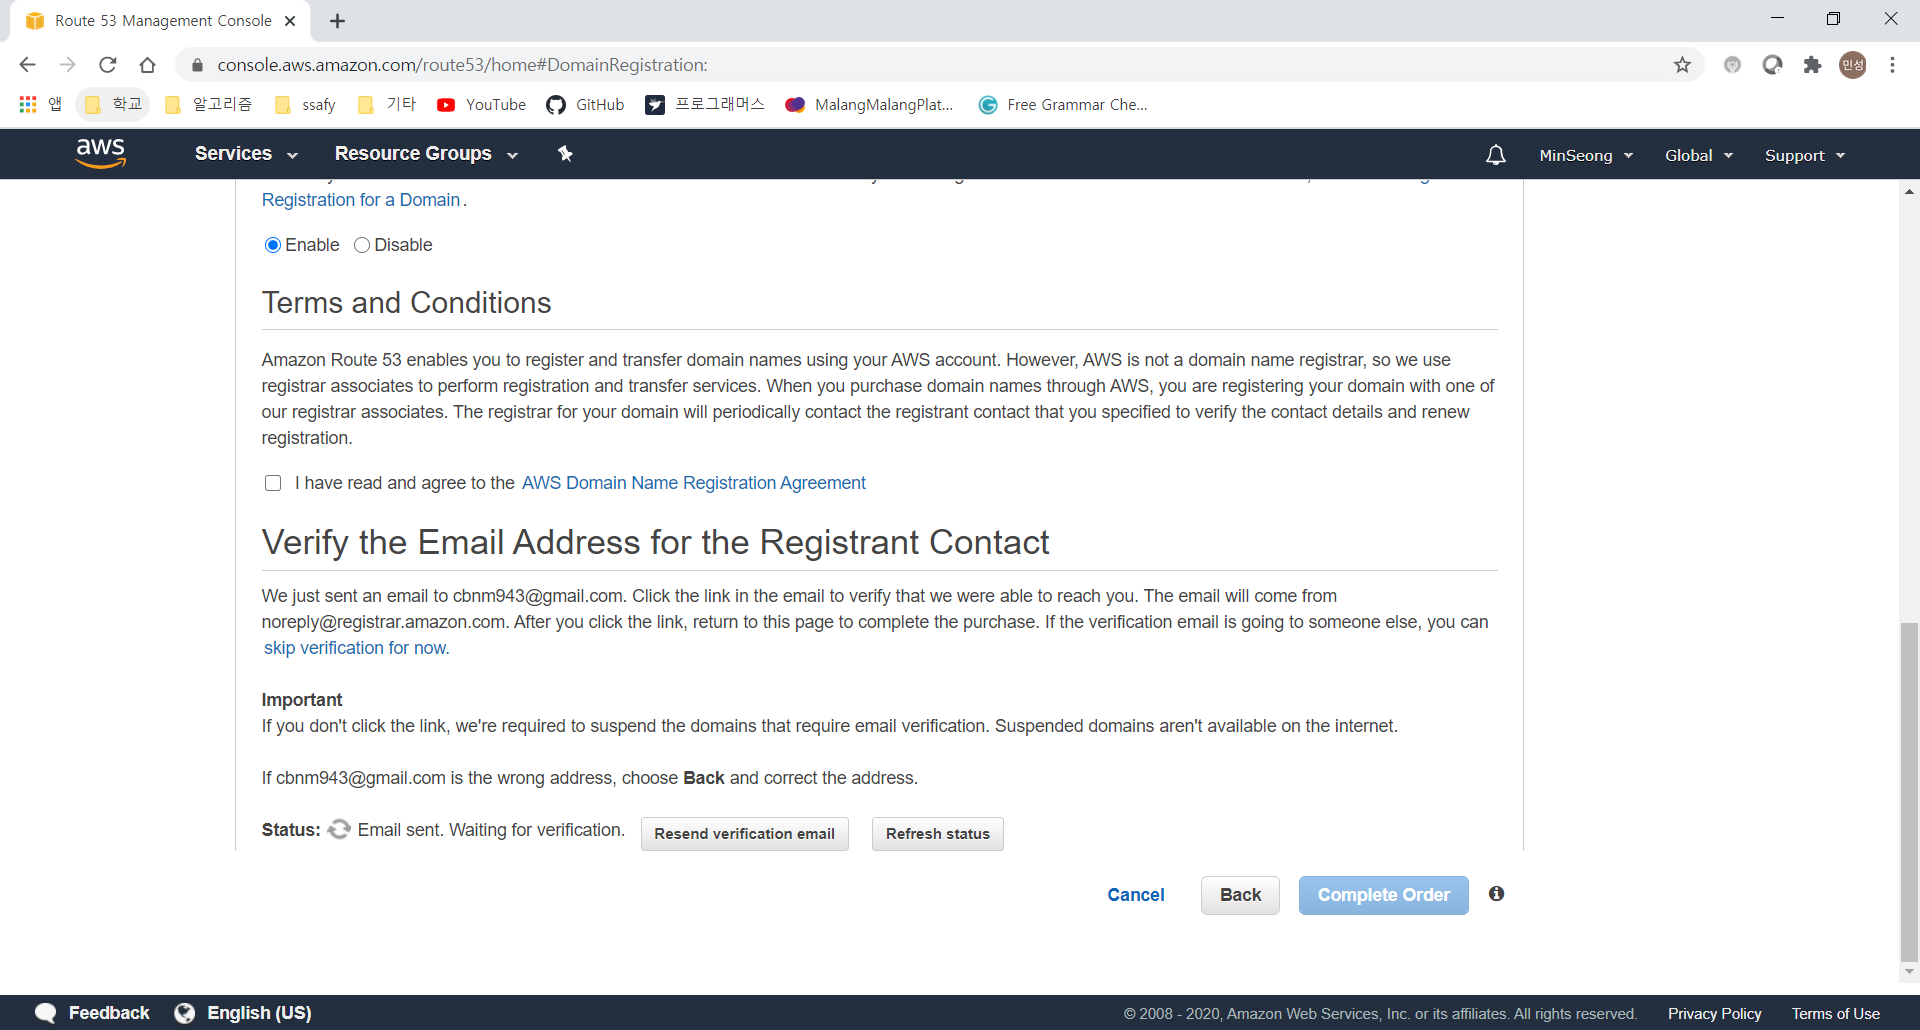 Route 53 Management Console
console.aws.amazon.com/route53/home#DomainRegistration:
민성
앱 학교 알고리즘 ssafy 기타 YouTube GitHub 프로그래머스 MalangMalangPlat... Free Grammar Che...
aws Services Resource Groups MinSeong Global Support
Registration for a Domain.
Enable Disable
Terms and Conditions
Amazon Route 53 enables you to register and transfer domain names using your AWS account. However, AWS is not a domain name registrar, so we use
registrar associates to perform registration and transfer services. When you purchase domain names through AWS, you are registering your domain with one of
our registrar associates. The registrar for your domain will periodically contact the registrant contact that you specified to verify the contact details and renew
registration.
I have read and agree to the AWS Domain Name Registration Agreement
Verify the Email Address for the Registrant Contact
We just sent an email to cbnm943@gmail.com. Click the link in the email to verify that we were able to reach you. The email will come from
noreply@registrar.amazon.com. After you click the link, return to this page to complete the purchase. If the verification email is going to someone else, you can
skip verification for now.
Important
If you don't click the link, we're required to suspend the domains that require email verification. Suspended domains aren't available on the internet.
If cbnm943@gmail.com is the wrong address, choose Back and correct the address.
Status: Email sent. Waiting for verification. Resend verification email Refresh status
Cancel Back Complete Order
Feedback English (US) © 2008 - 2020, Amazon Web Services, Inc. or its affiliates. All rights reserved. Privacy Policy Terms of Use